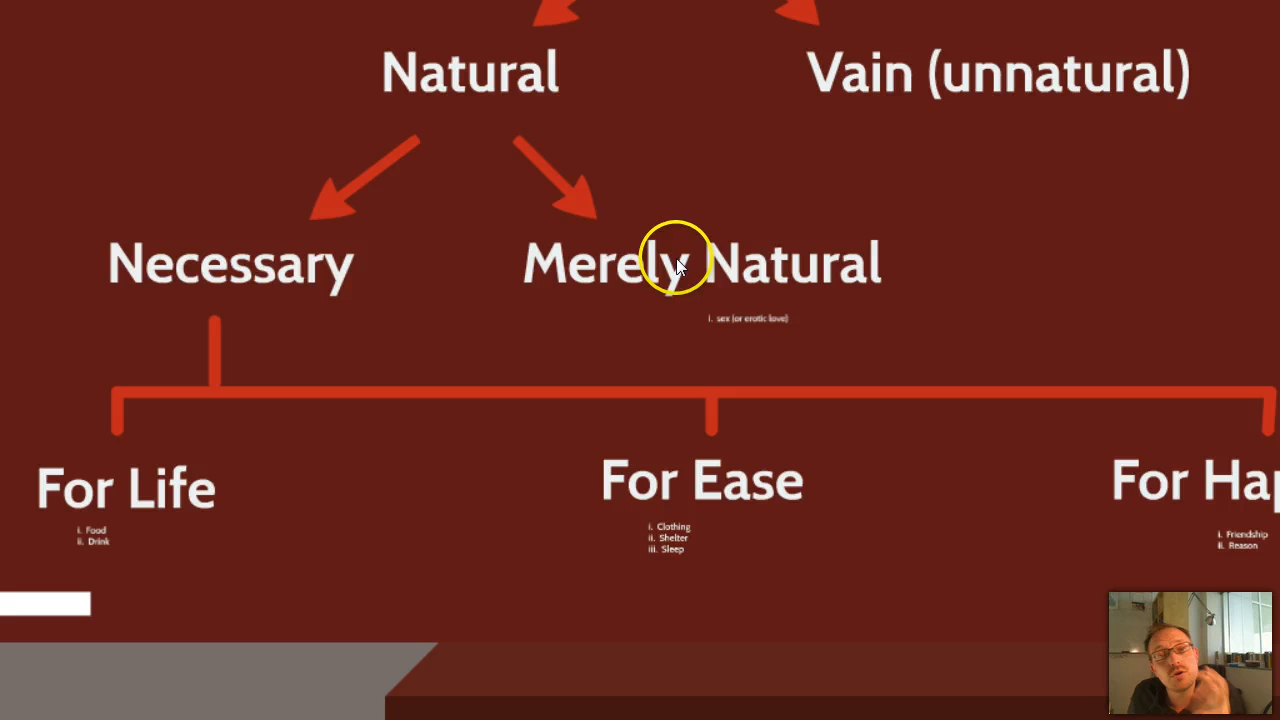 Natural
Vain (unnatural)
Necessary
Merely Natural
i. sex (or erotic love)
For Life
i. Food
ii. Drink
For Ease
i. Clothing
ii. Shelter
iii. Sleep
For Hap
i. Friendship
ii. Reason